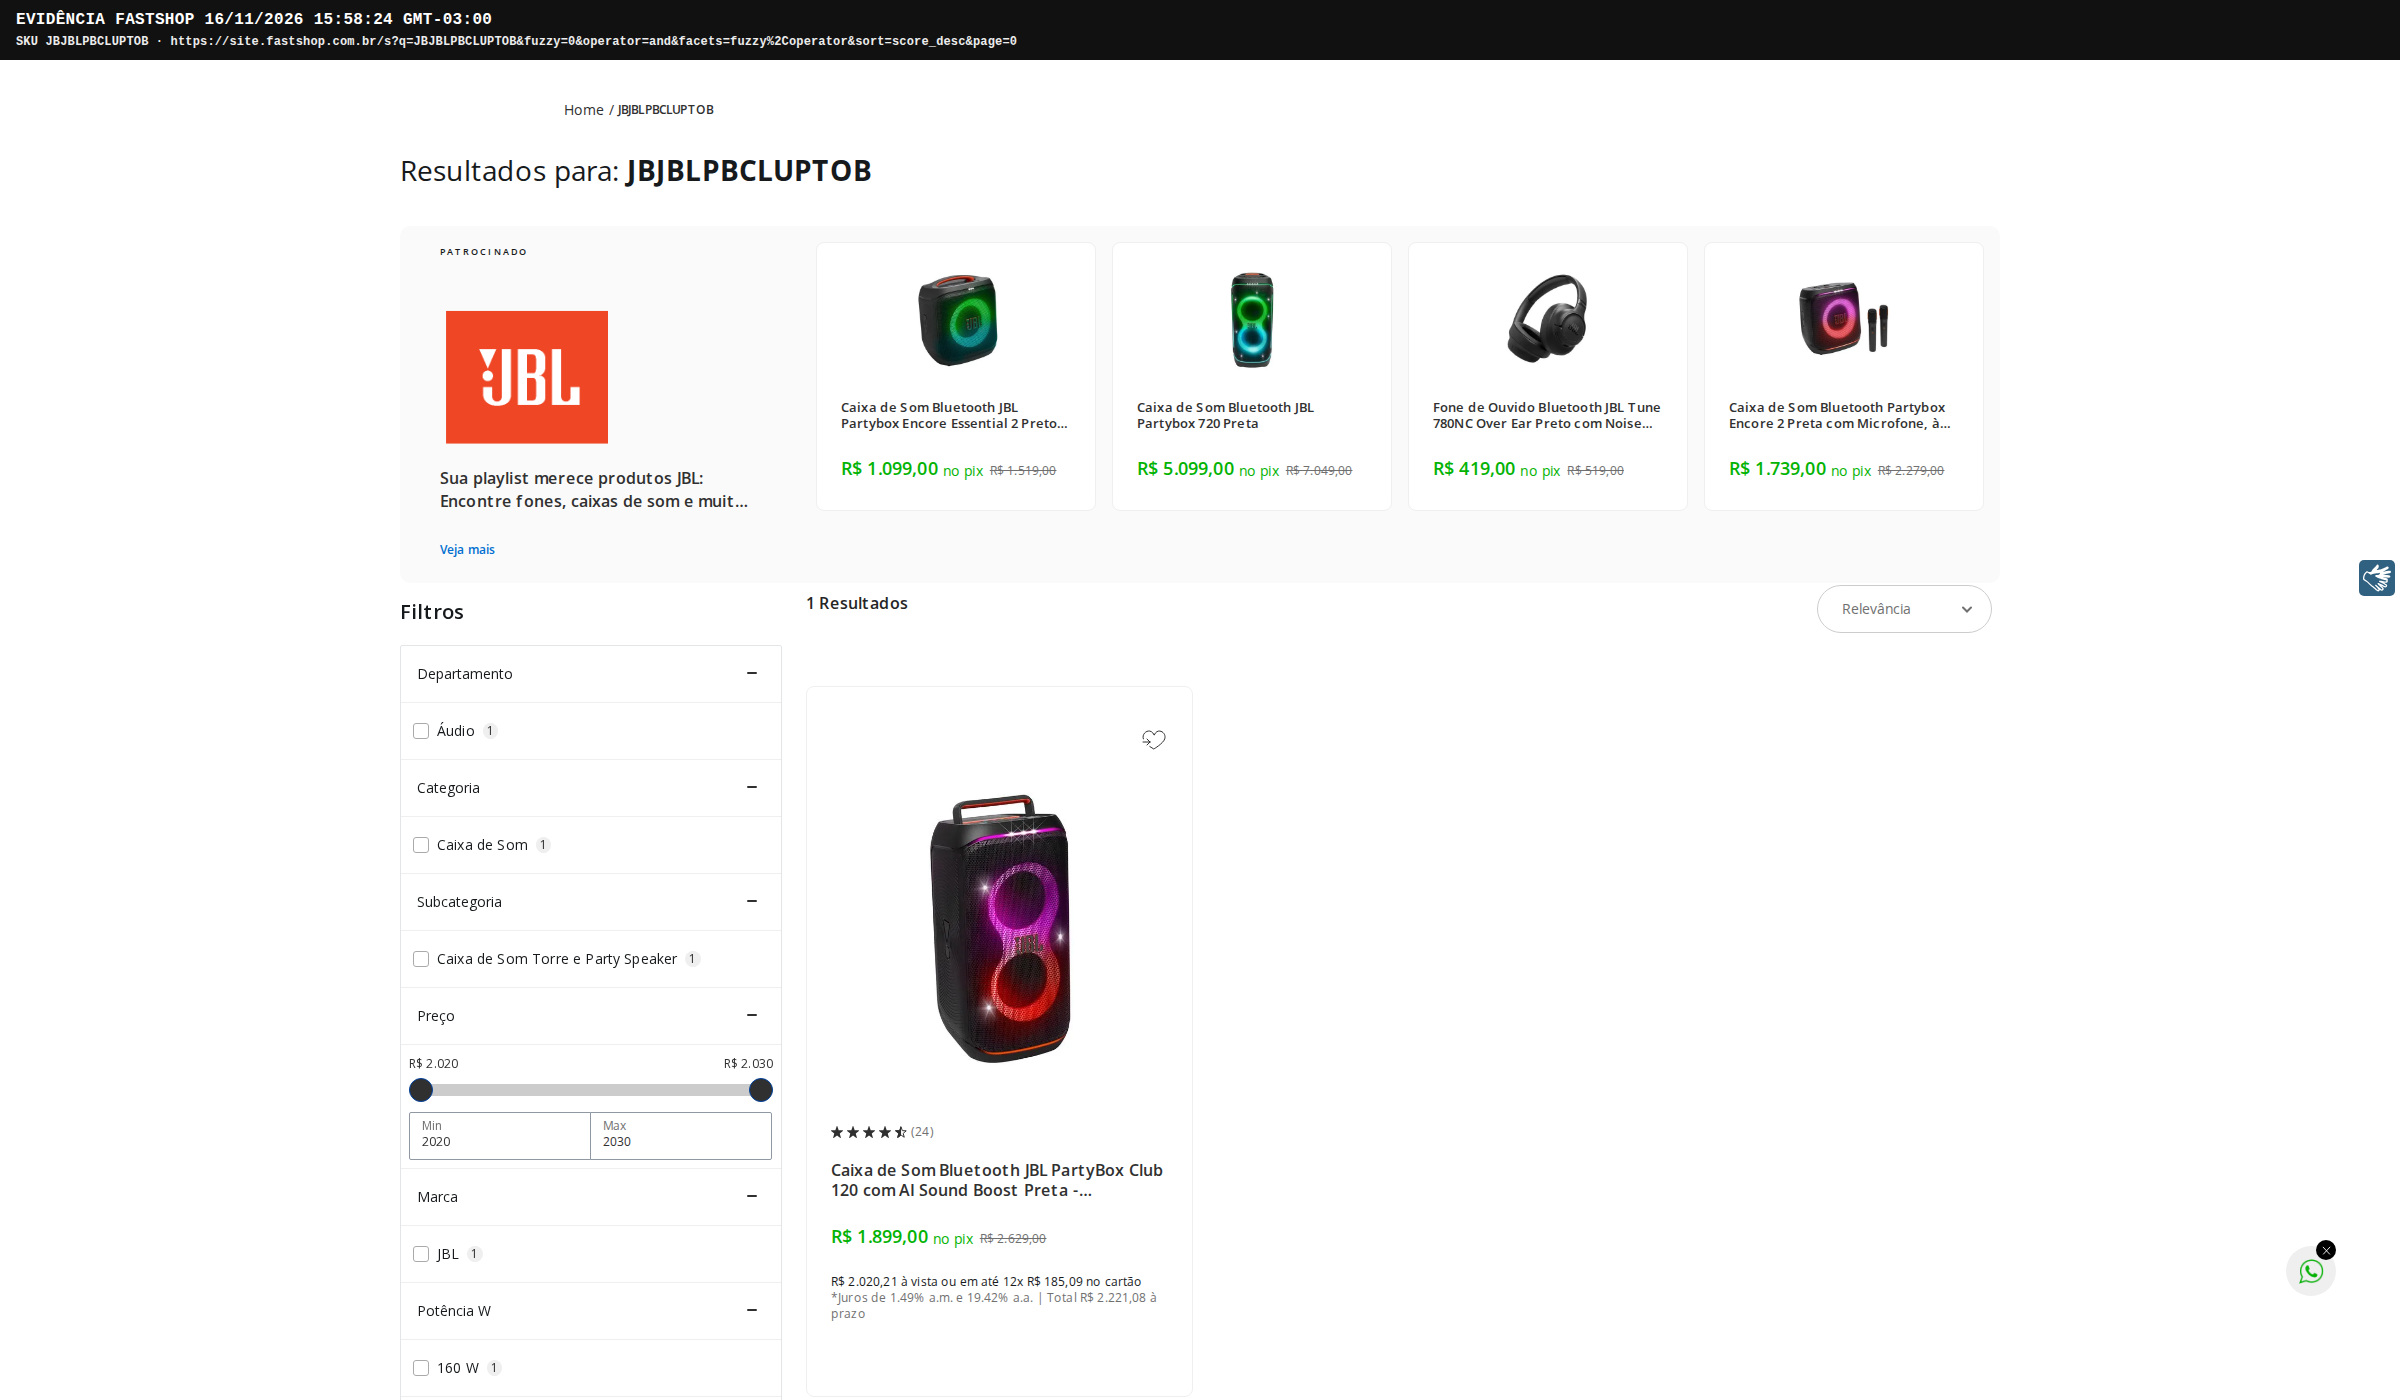 EVIDÊNCIA FASTSHOP 16/11/2026 15:58:24 GMT-03:00
SKU JBJBLPBCLUPTOB · https://site.fastshop.com.br/s?q=JBJBLPBCLUPTOB&fuzzy=0&operator=and&facets=fuzzy%2Coperator&sort=score_desc&page=0
Home / JBJBLPBCLUPTOB
Resultados para: JBJBLPBCLUPTOB
PATROCINADO
JBL
Sua playlist merece produtos JBL:
Encontre fones, caixas de som e muit...
Veja mais
Caixa de Som Bluetooth JBL
Partybox Encore Essential 2 Preto...
R$ 1.099,00 no pix R$ 1.519,00
Caixa de Som Bluetooth JBL
Partybox 720 Preta
R$ 5.099,00 no pix R$ 7.049,00
Fone de Ouvido Bluetooth JBL Tune
780NC Over Ear Preto com Noise...
R$ 419,00 no pix R$ 519,00
Caixa de Som Bluetooth Partybox
Encore 2 Preta com Microfone, à...
R$ 1.739,00 no pix R$ 2.279,00
Filtros
Departamento
Áudio 1
Categoria
Caixa de Som 1
Subcategoria
Caixa de Som Torre e Party Speaker 1
Preço
R$ 2.020 R$ 2.030
Min Max
2020 2030
Marca
JBL 1
Potência W
160 W 1
1 Resultados
Relevância
JBL
(24)
Caixa de Som Bluetooth JBL PartyBox Club
120 com AI Sound Boost Preta -...
R$ 1.899,00 no pix R$ 2.629,00
R$ 2.020,21 à vista ou em até 12x R$ 185,09 no cartão
*Juros de 1.49% a.m. e 19.42% a.a. | Total R$ 2.221,08 à
prazo